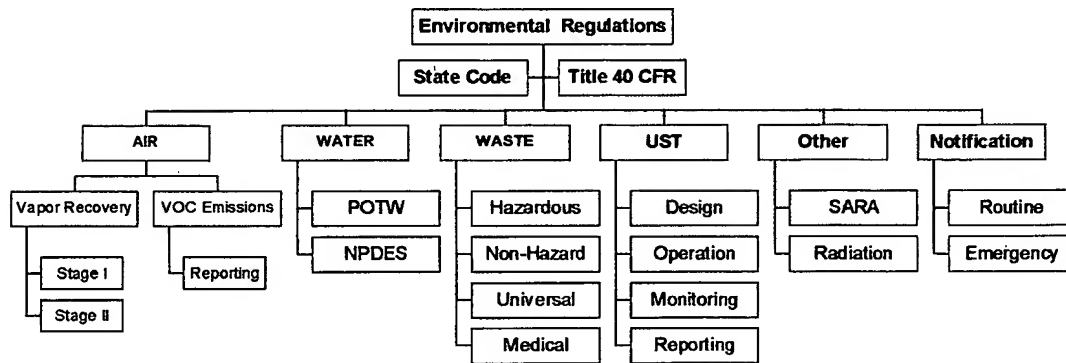 Environmental Regulations
State Code
Title 40 CFR
AIR
WATER
WASTE
UST
Other
Notification
Vapor Recovery
VOC Emissions
POTW
Hazardous
Design
SARA
Routine
Stage I
Reporting
NPDES
Non-Hazard
Operation
Radiation
Emergency
Stage II
Universal
Monitoring
Medical
Reporting